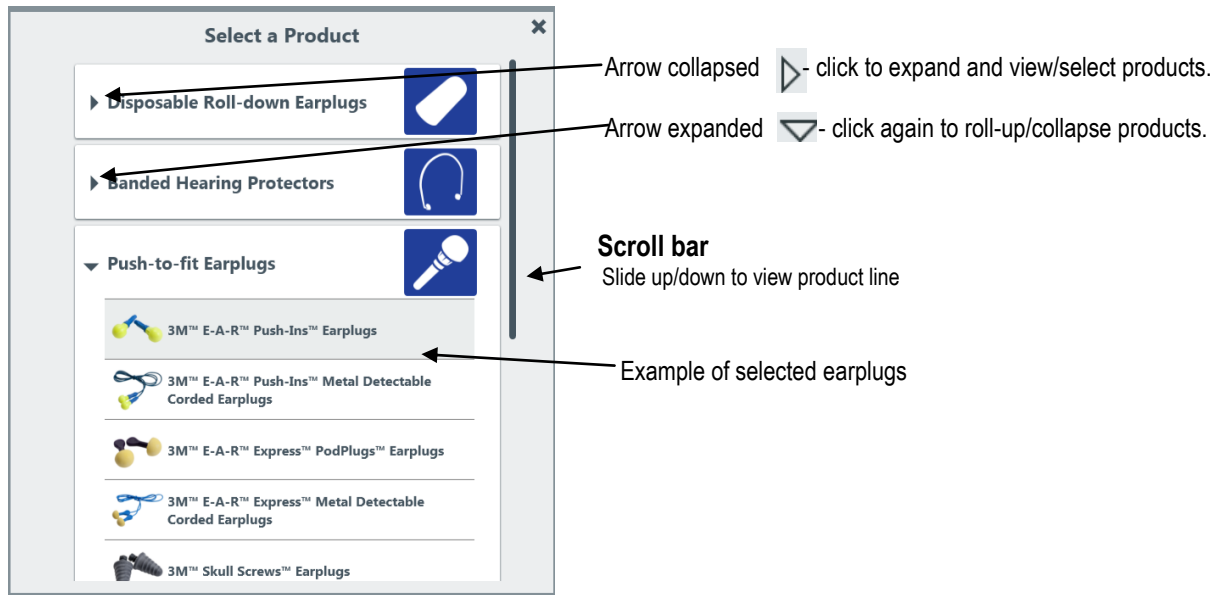 Select a Product
Disposable Roll-down Earplugs
Banded Hearing Protectors
Push-to-fit Earplugs
3M™ E-A-R™ Push-Ins™ Earplugs
3M™ E-A-R™ Push-Ins™ Metal Detectable
Corded Earplugs
3M™ E-A-R™ Express™ PodPlugs™ Earplugs
3M™ E-A-R™ Express™ Metal Detectable
Corded Earplugs
3M™ Skull Screws™ Earplugs
Arrow collapsed - click to expand and view/select products.
Arrow expanded - click again to roll-up/collapse products.
Scroll bar
Slide up/down to view product line
Example of selected earplugs